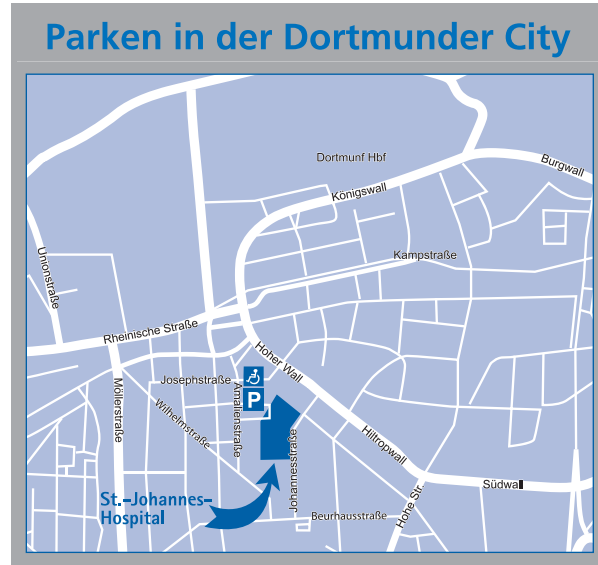 Parken in der Dortmunder City
Dortmunf Hbf
Burgwall
Königswall
Unionstraße
Kampstraße
Rheinische Straße
Hoher Wall
Josephstraße
Möllerstraße
Wilhelmstraße
Amalienstraße
P
Johannesstraße
Hiltropwall
Südwall
Hohe Str.
St.-Johannes-
Hospital
Beurhausstraße